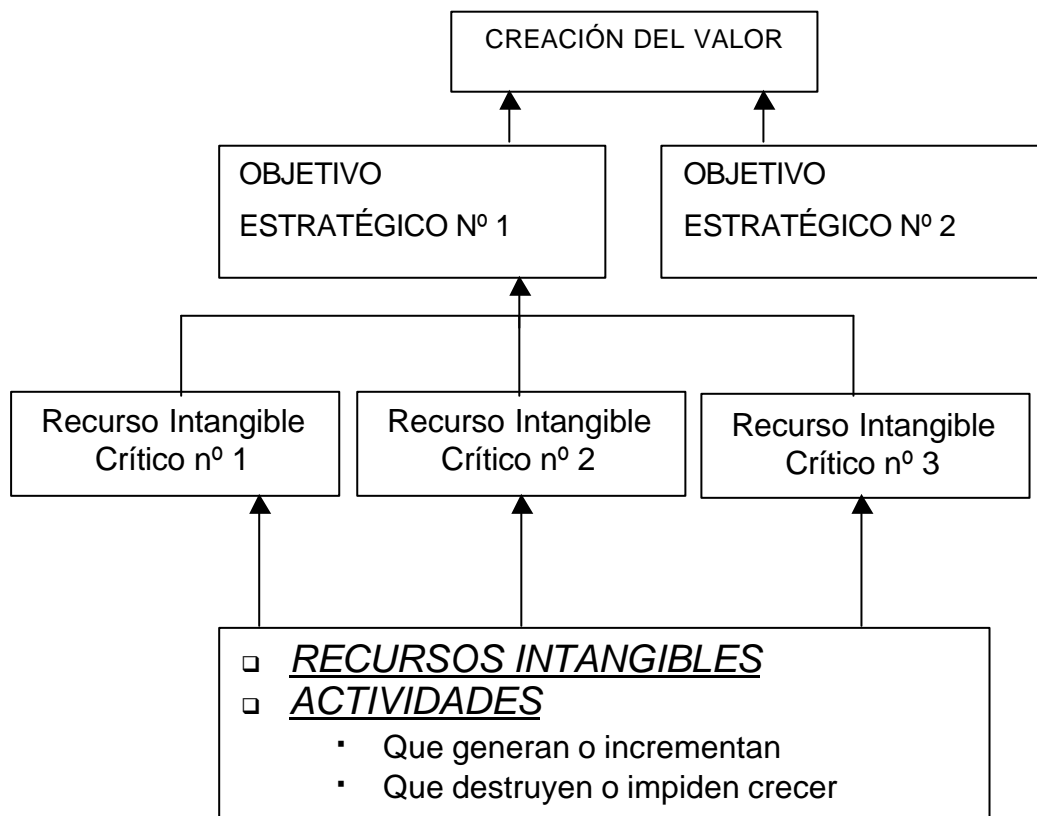 CREACIÓN DEL VALOR
OBJETIVO
ESTRATÉGICO Nº 1
OBJETIVO
ESTRATÉGICO Nº 2
Recurso Intangible
Crítico nº 1
Recurso Intangible
Crítico nº 2
Recurso Intangible
Crítico nº 3
❑ RECURSOS INTANGIBLES
❑ ACTIVIDADES
▪ Que generan o incrementan
▪ Que destruyen o impiden crecer